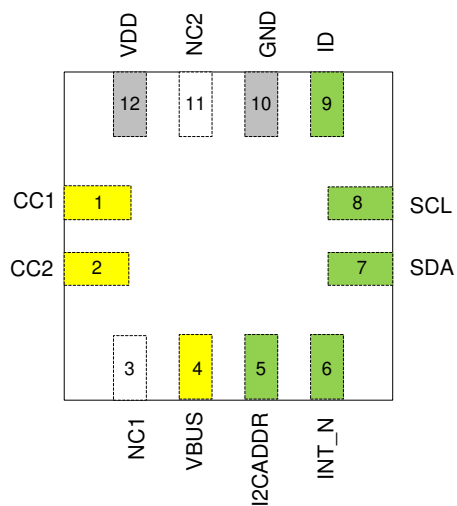 VDD
NC2
GND
ID
12
11
10
9
CC1
1
8
SCL
CC2
2
7
SDA
3
4
5
6
NC1
VBUS
I2CADDR
INT_N